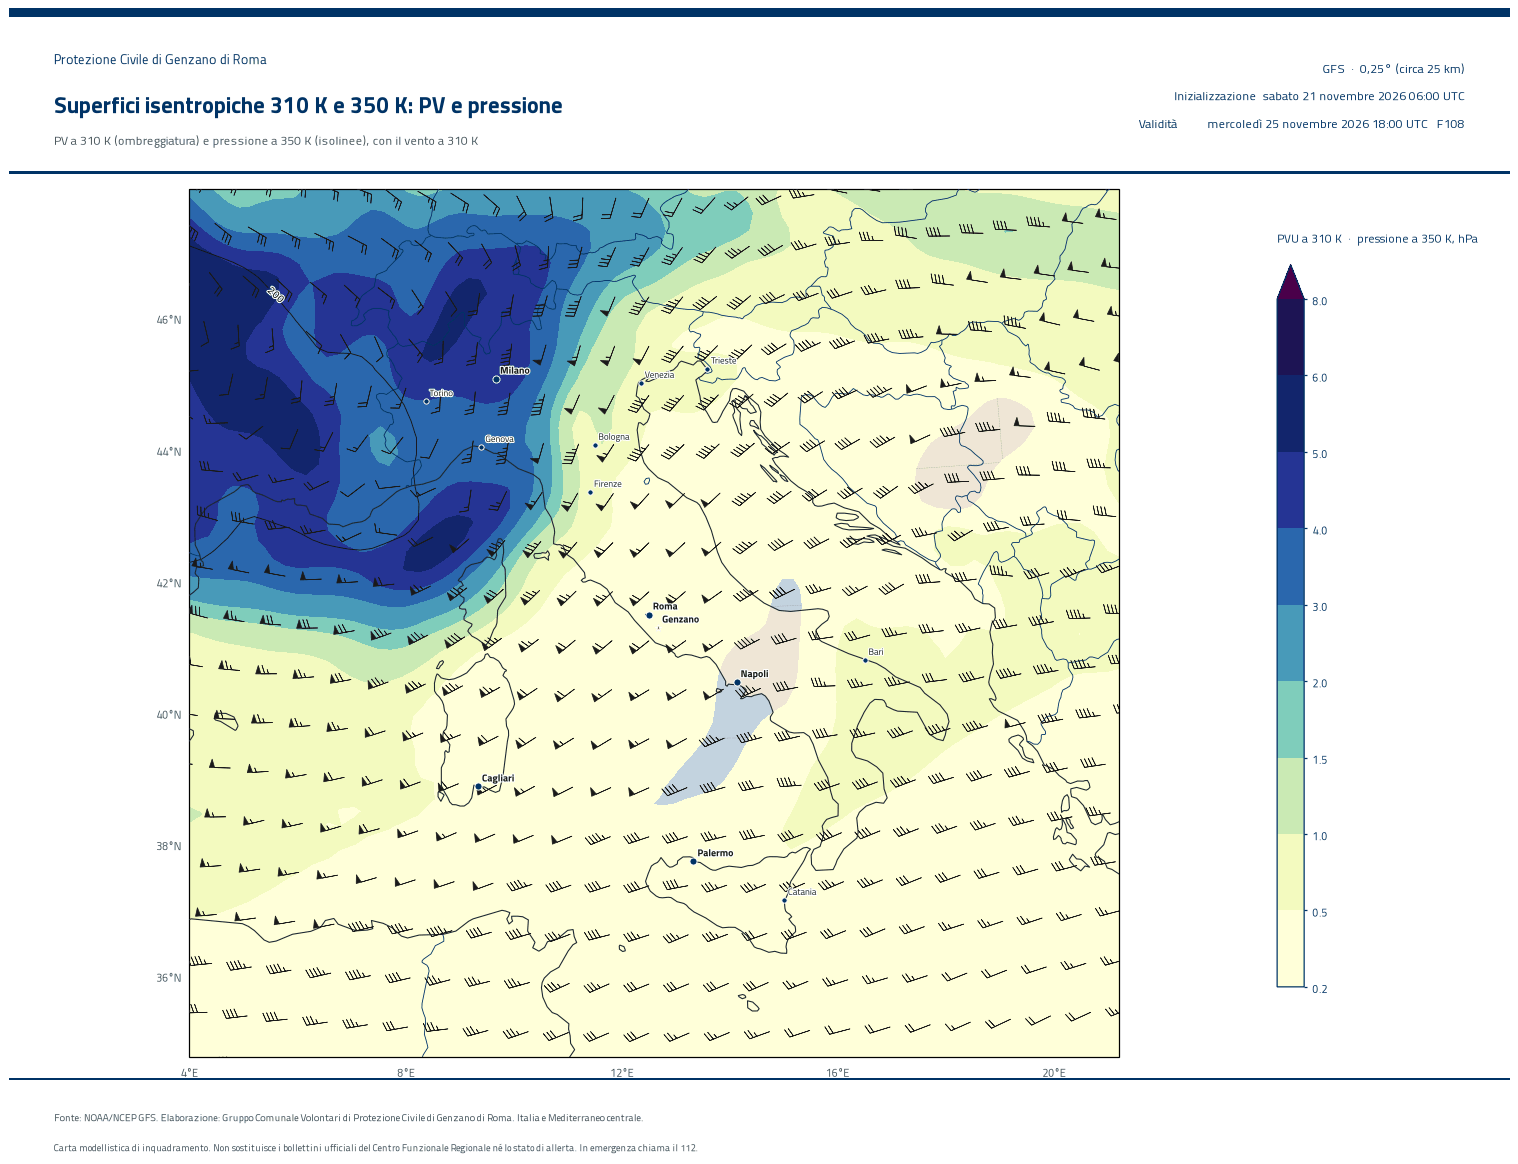 Protezione Civile di Genzano di Roma
Superfici isentropiche 310 K e 350 K: PV e pressione
PV a 310 K (ombreggiatura) e pressione a 350 K (isolinee), con il vento a 310 K
GFS · 0,25° (circa 25 km)
Inizializzazione sabato 21 novembre 2026 06:00 UTC
Validità mercoledì 25 novembre 2026 18:00 UTC F108
PVU a 310 K · pressione a 350 K, hPa
8.0
6.0
5.0
4.0
3.0
2.0
1.5
1.0
0.5
0.2
46°N
44°N
42°N
40°N
38°N
36°N
4°E
8°E
12°E
16°E
20°E
200
Trieste
Milano
Venezia
Torino
Bologna
Genova
Firenze
Roma
Genzano
Bari
Napoli
Cagliari
Palermo
Catania
Fonte: NOAA/NCEP GFS. Elaborazione: Gruppo Comunale Volontari di Protezione Civile di Genzano di Roma. Italia e Mediterraneo centrale.
Carta modellistica di inquadramento. Non sostituisce i bollettini ufficiali del Centro Funzionale Regionale né lo stato di allerta. In emergenza chiama il 112.